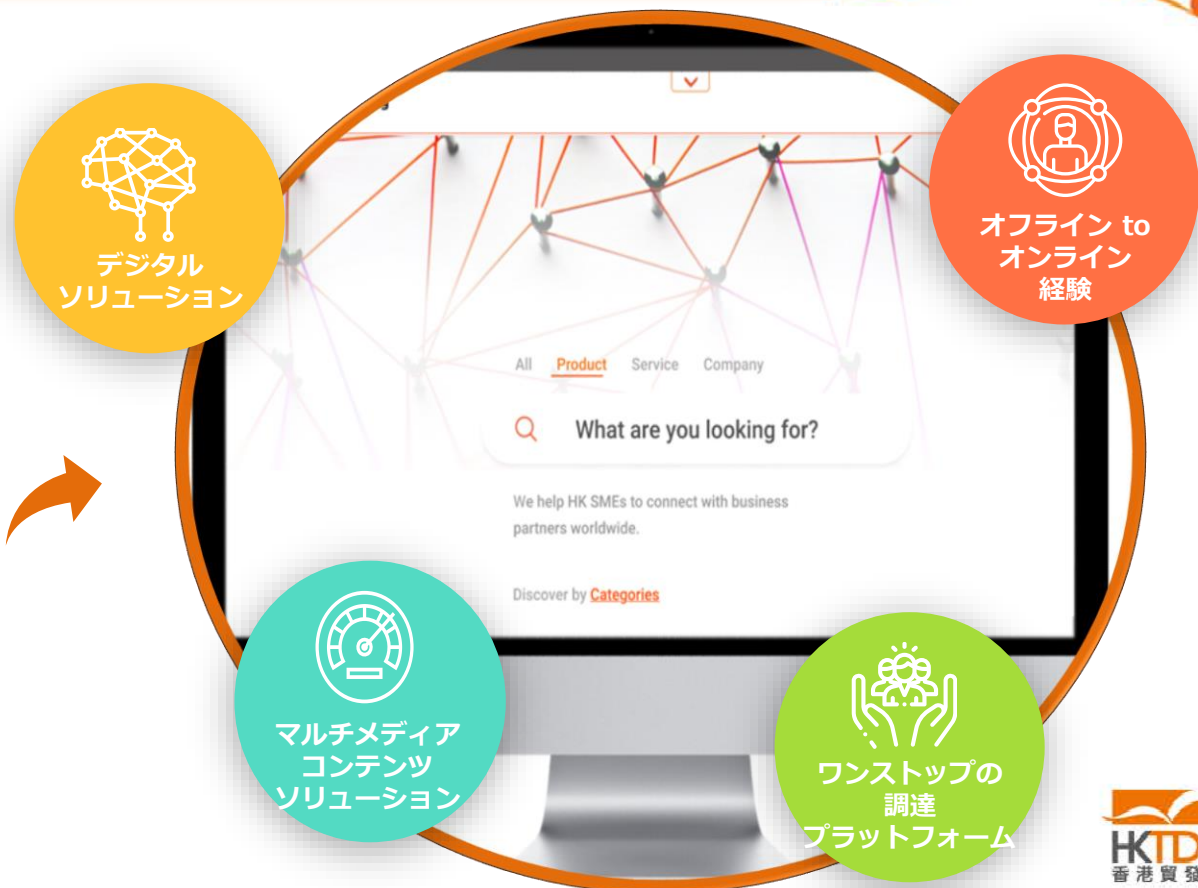 デジタル
ソリューション
オフライン to
オンライン
経験
All Product Service Company
What are you looking for?
We help HK SMEs to connect with business
partners worldwide.
Discover by Categories
マルチメディア
コンテンツ
ソリューション
ワンストップの
調達
プラットフォーム
HKTD
香港貿發